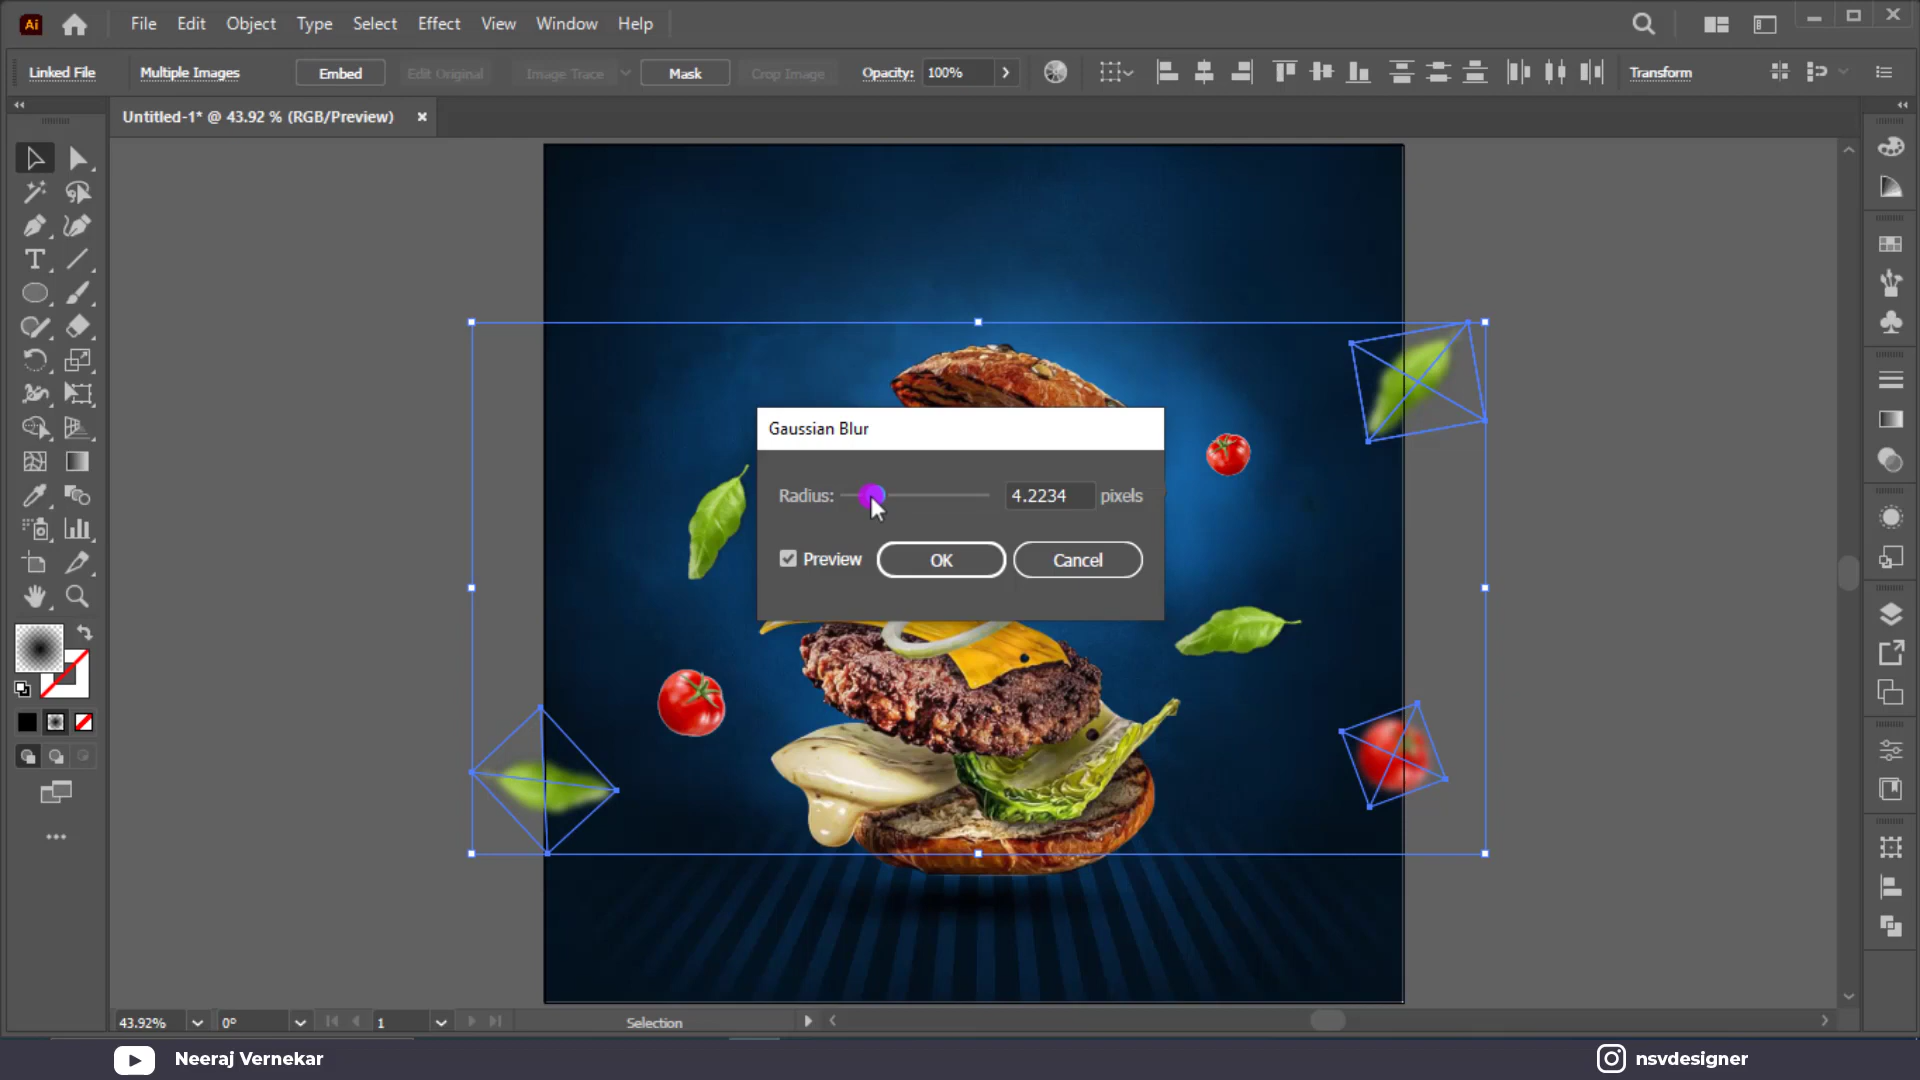 Ai File Edit Object Type Select Effect View Window Help
Linked File Multiple Images Embed Edit Original Image Trace Mask Crop Image Opacity: 100% Transform
Untitled-1* @ 43.92 % (RGB/Preview) ×
Gaussian Blur
Radius: 4.2234 pixels
Preview OK Cancel
43.92% 0° 1 Selection
Neeraj Vernekar nsvdesigner